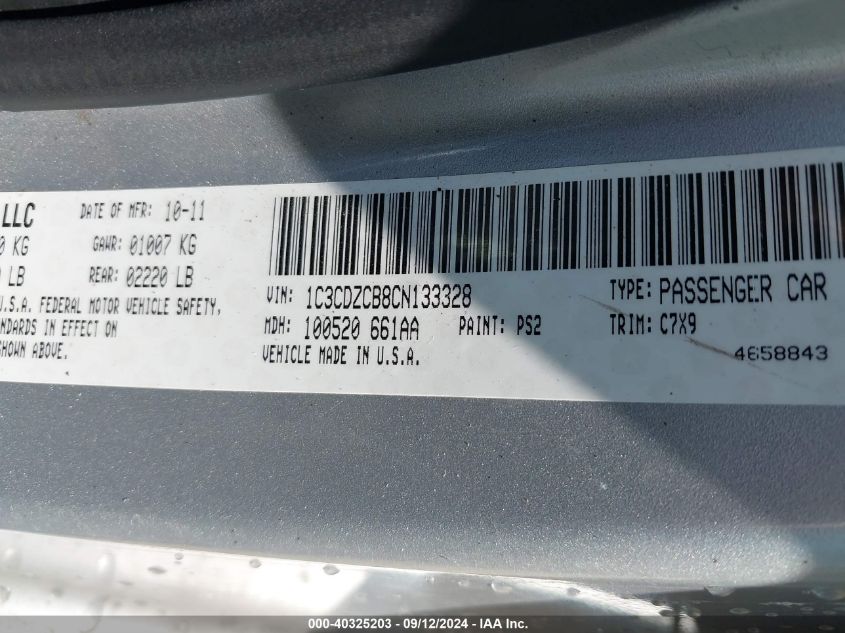 LLC DATE OF MFR: 10-11
0 KG GAWR: 01007 KG
LB REAR: 02220 LB
U.S.A. FEDERAL MOTOR VEHICLE SAFETY,
NDARDS IN EFFECT ON
SHOWN ABOVE.
VIN: 1C3CDZCB8CN133328 TYPE: PASSENGER CAR
MDH: 100520 661AA PAINT: PS2 TRIM: C7X9
VEHICLE MADE IN U.S.A. 4658843
000-40325203 - 09/12/2024 - IAA Inc.